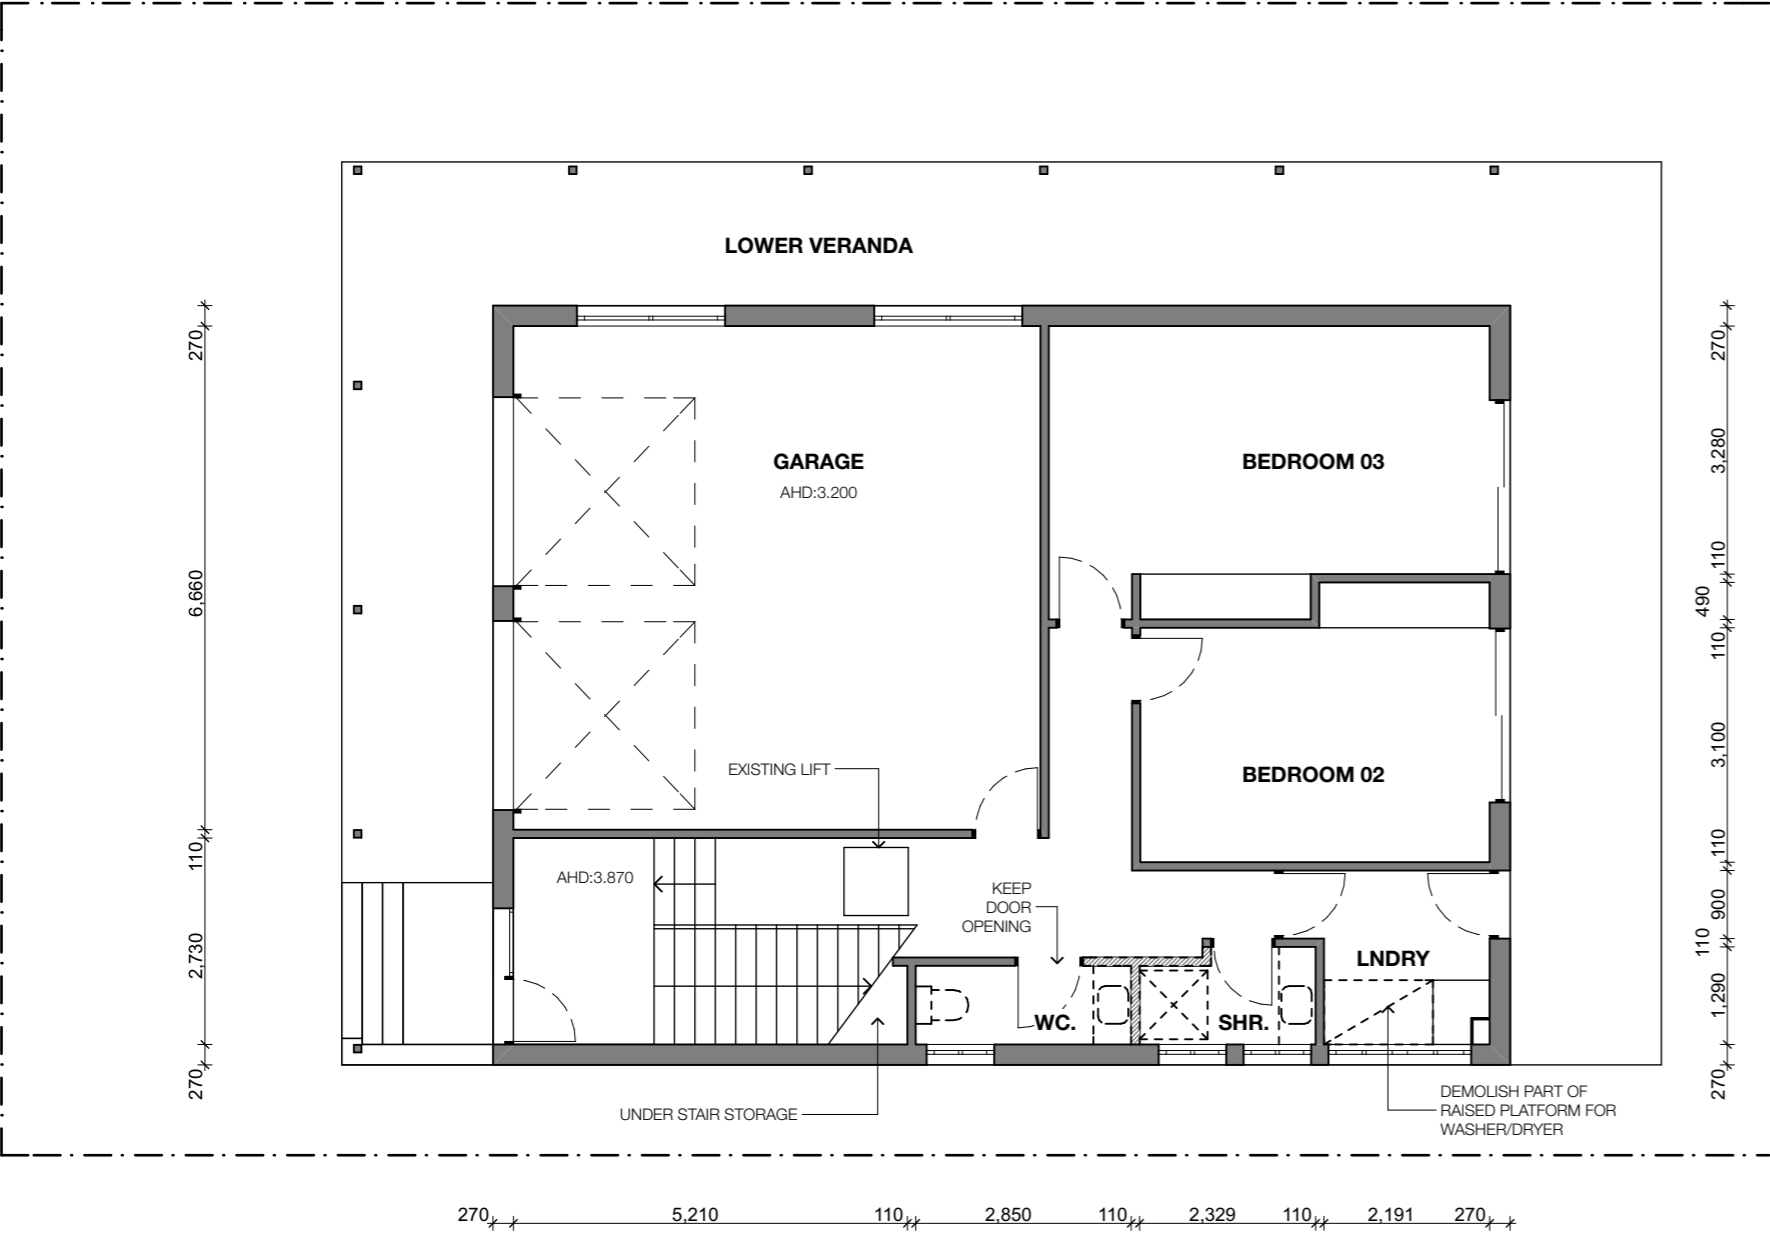 LOWER VERANDA
GARAGE
AHD:3.200
BEDROOM 03
BEDROOM 02
EXISTING LIFT
AHD:3.870
KEEP
DOOR
OPENING
LNDRY
WC.
SHR.
UNDER STAIR STORAGE
DEMOLISH PART OF
RAISED PLATFORM FOR
WASHER/DRYER
270
6,660
110
2,730
270
270
3,280
110
490
110
3,100
110
900
110
1,290
270
270 5,210 110 2,850 110 2,329 110 2,191 270